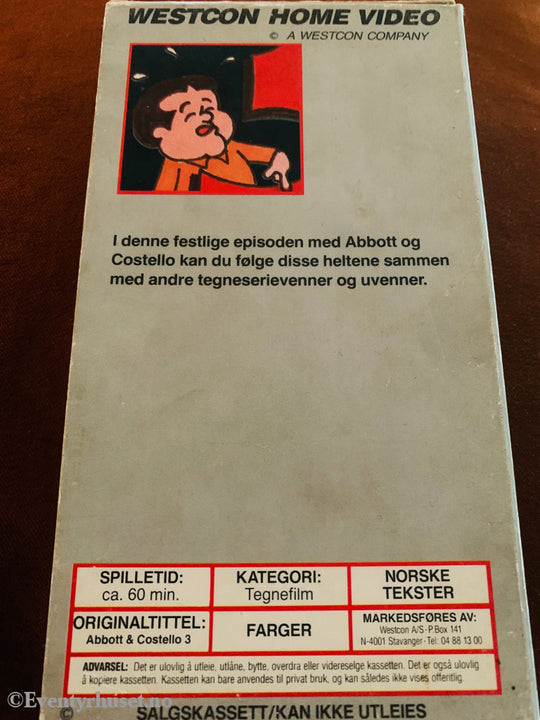 WESTCON HOME VIDEO
© A WESTCON COMPANY
I denne festlige episoden med Abbott og
Costello kan du følge disse heltene sammen
med andre tegneserievenner og uvenner.
SPILLETID:
ca. 60 min.
KATEGORI:
Tegnefilm
NORSKE
TEKSTER
ORIGINALTITTEL:
Abbott & Costello 3
FARGER
MARKEDSFØRES AV:
Westcon A/S · P.Box 141
N-4001 Stavanger · Tel: 04 88 13 00
ADVARSEL: Det er ulovlig å utleie, utlåne, bytte, overdra eller videreselge kassetten. Det er også ulovlig
å kopiere kassetten. Kassetten kan bare anvendes til privat bruk, og kan således ikke vises offentlig.
© SALGSKASSETT/KAN IKKE UTLEIES
©Eventyrhuset.no